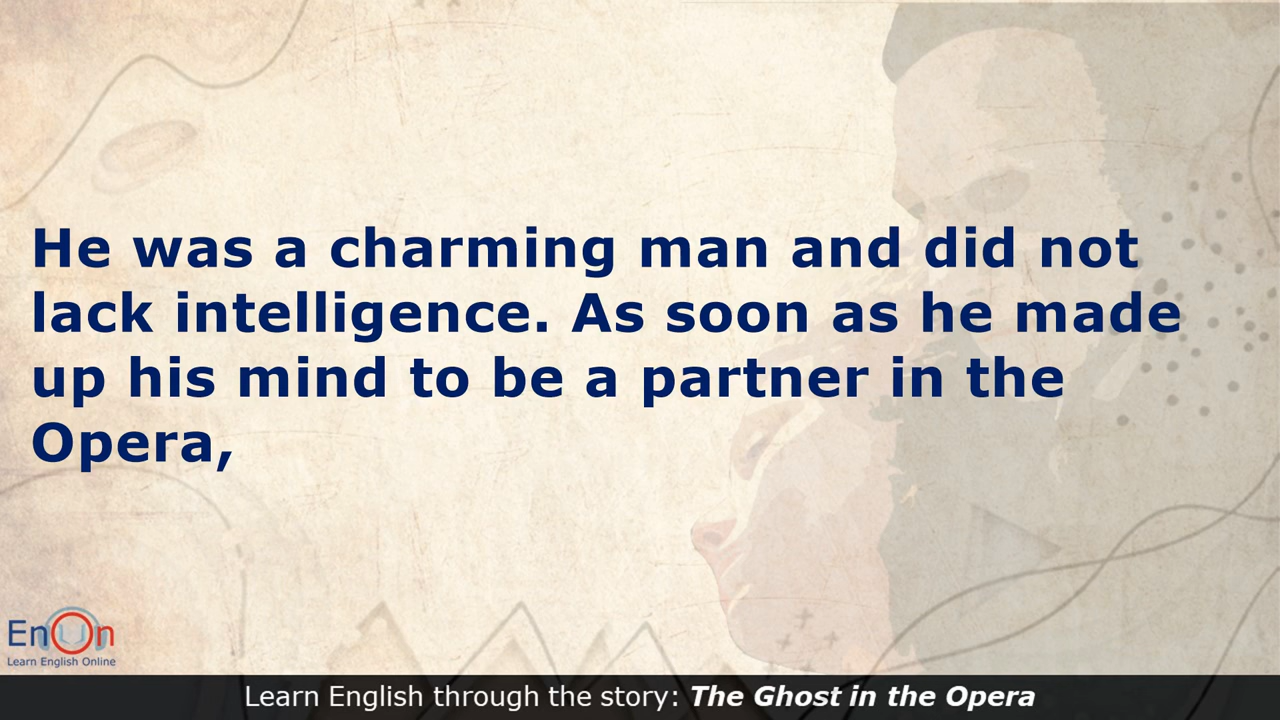 He was a charming man and did not
lack intelligence. As soon as he made
up his mind to be a partner in the
Opera,
EnOn
Learn English Online
Learn English through the story: The Ghost in the Opera